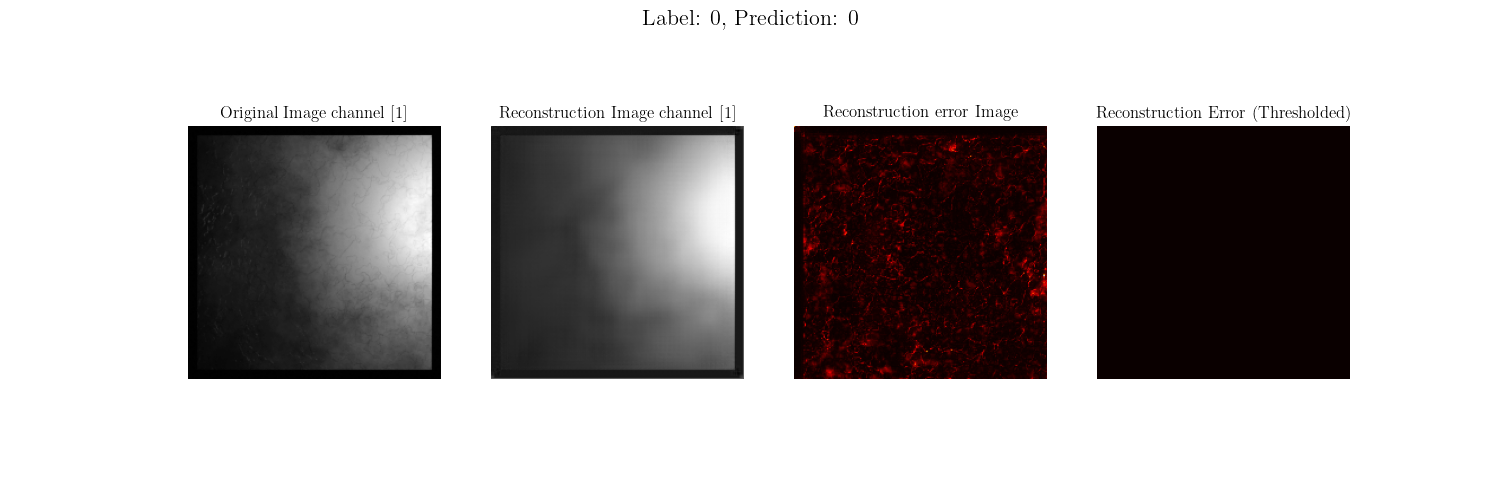 Label: 0, Prediction: 0
Original Image channel [1]
Reconstruction Image channel [1]
Reconstruction error Image
Reconstruction Error (Thresholded)